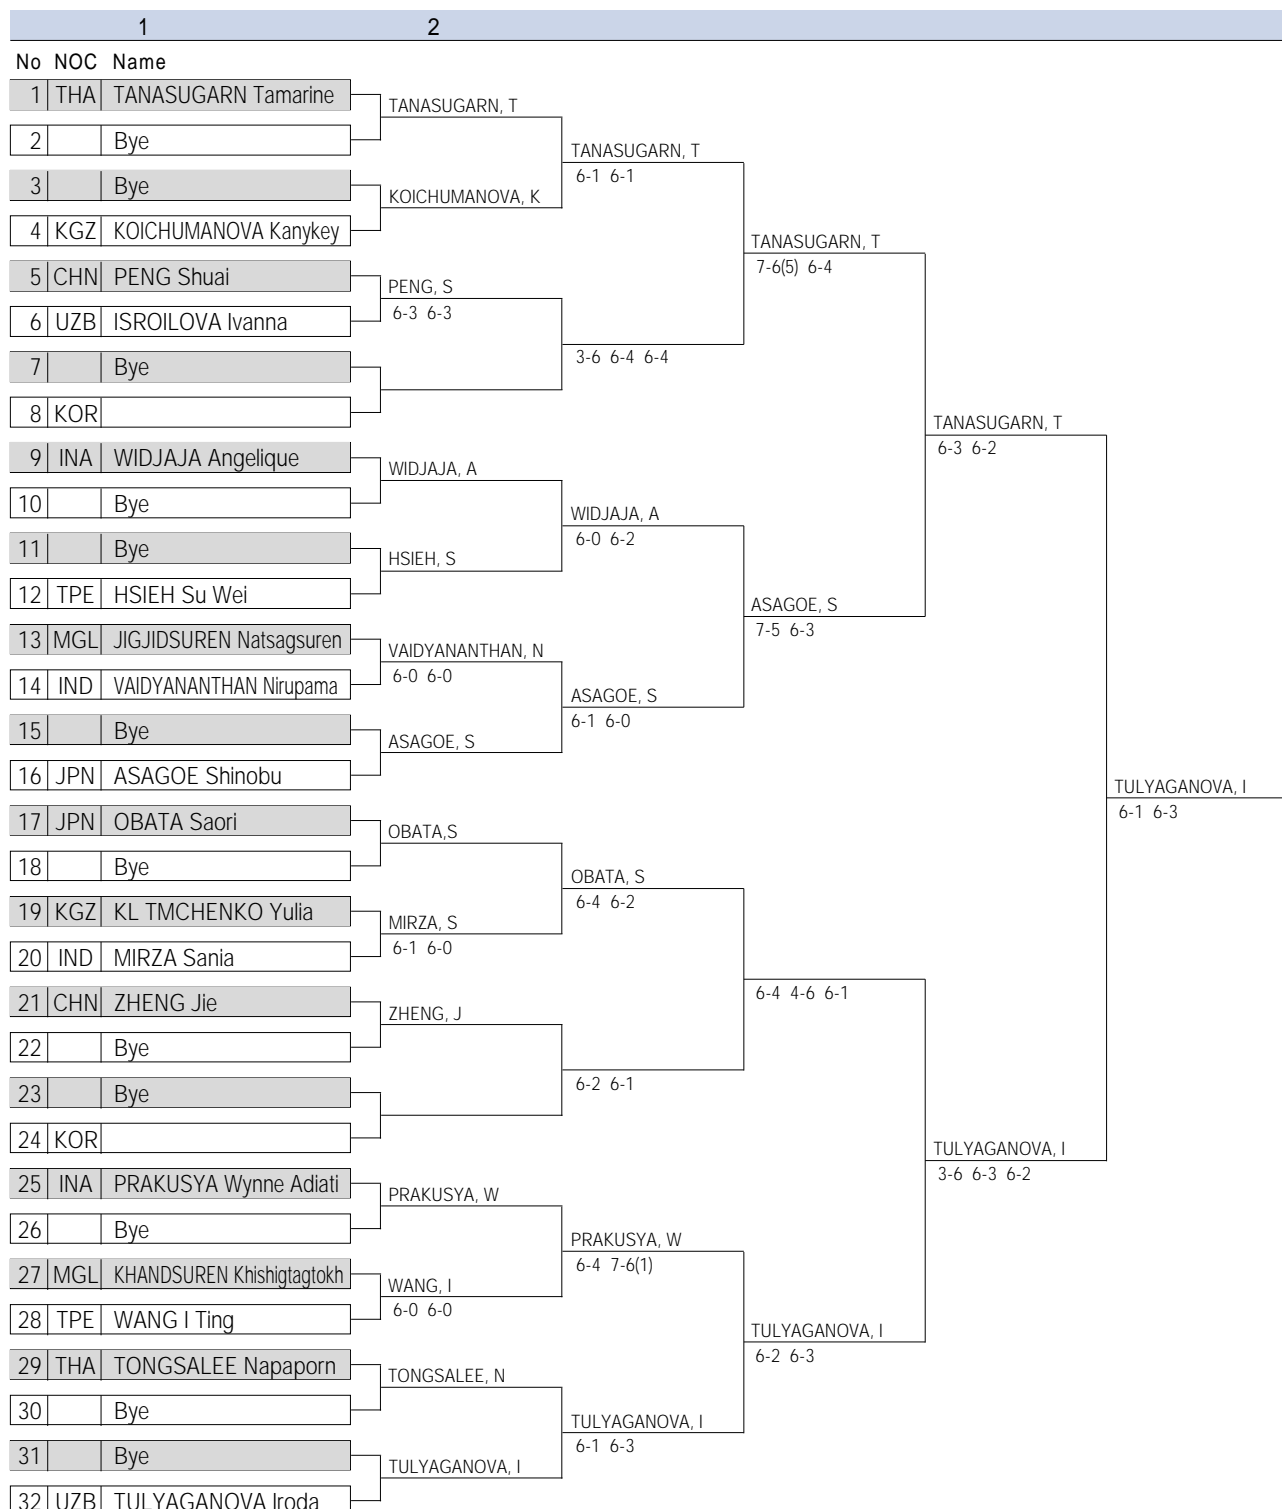 1 2
No NOC Name
1 THA TANASUGARN Tamarine
2 Bye
3 Bye
4 KGZ KOICHUMANOVA Kanykey
5 CHN PENG Shuai
6 UZB ISROILOVA Ivanna
7 Bye
8 KOR
9 INA WIDJAJA Angelique
10 Bye
11 Bye
12 TPE HSIEH Su Wei
13 MGL JIGJIDSUREN Natsagsuren
14 IND VAIDYANANTHAN Nirupama
15 Bye
16 JPN ASAGOE Shinobu
17 JPN OBATA Saori
18 Bye
19 KGZ KL TMCHENKO Yulia
20 IND MIRZA Sania
21 CHN ZHENG Jie
22 Bye
23 Bye
24 KOR
25 INA PRAKUSYA Wynne Adiati
26 Bye
27 MGL KHANDSUREN Khishigtagtokh
28 TPE WANG I Ting
29 THA TONGSALEE Napaporn
30 Bye
31 Bye
32 UZB TULYAGANOVA Iroda
TANASUGARN, T
KOICHUMANOVA, K
PENG, S
6-3 6-3
WIDJAJA, A
HSIEH, S
VAIDYANANTHAN, N
6-0 6-0
ASAGOE, S
OBATA,S
MIRZA, S
6-1 6-0
ZHENG, J
PRAKUSYA, W
WANG, I
6-0 6-0
TONGSALEE, N
TULYAGANOVA, I
TANASUGARN, T
6-1 6-1
3-6 6-4 6-4
WIDJAJA, A
6-0 6-2
ASAGOE, S
6-1 6-0
OBATA, S
6-4 6-2
6-2 6-1
PRAKUSYA, W
6-4 7-6(1)
TULYAGANOVA, I
6-1 6-3
TANASUGARN, T
7-6(5) 6-4
ASAGOE, S
7-5 6-3
6-4 4-6 6-1
TULYAGANOVA, I
6-2 6-3
TANASUGARN, T
6-3 6-2
TULYAGANOVA, I
3-6 6-3 6-2
TULYAGANOVA, I
6-1 6-3